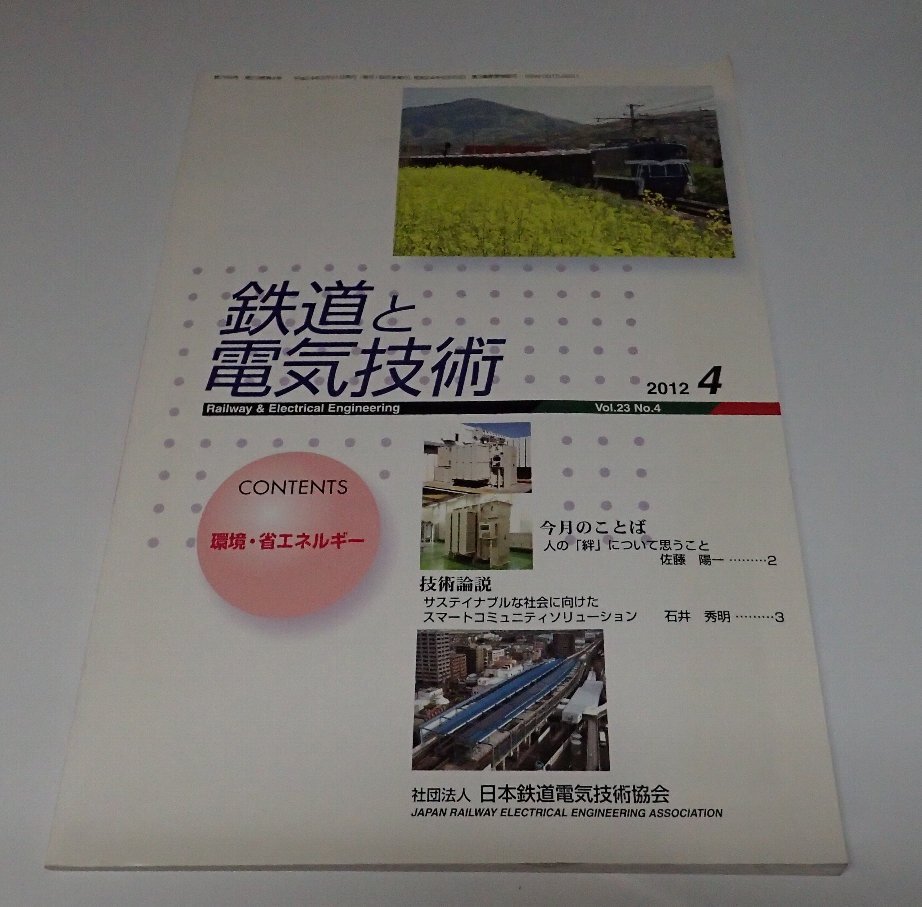 鉄道と
電気技術
2012 4
Railway & Electrical Engineering
Vol.23 No.4
CONTENTS
環境・省エネルギー
今月のことば
人の「絆」について思うこと
佐藤 陽一………2
技術論説
サステイナブルな社会に向けた
スマートコミュニティソリューション 石井 秀明………3
社団法人 日本鉄道電気技術協会
JAPAN RAILWAY ELECTRICAL ENGINEERING ASSOCIATION